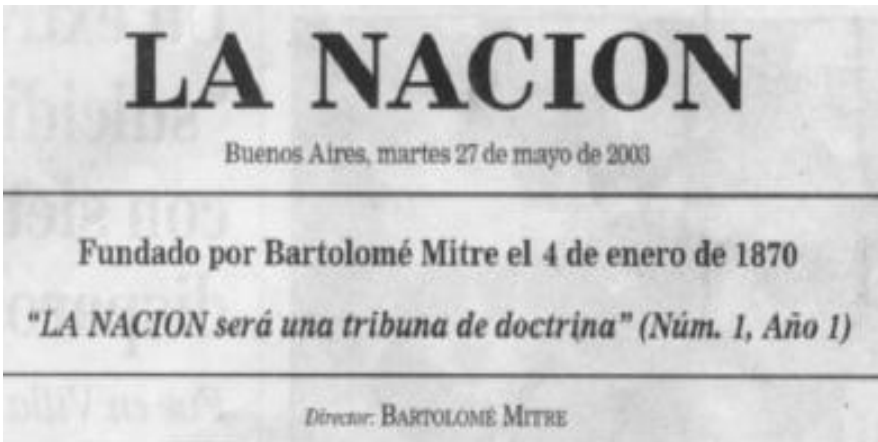 LA NACION
Buenos Aires, martes 27 de mayo de 2003
Fundado por Bartolomé Mitre el 4 de enero de 1870
“LA NACION será una tribuna de doctrina” (Núm. 1, Año 1)
Director: BARTOLOMÉ MITRE